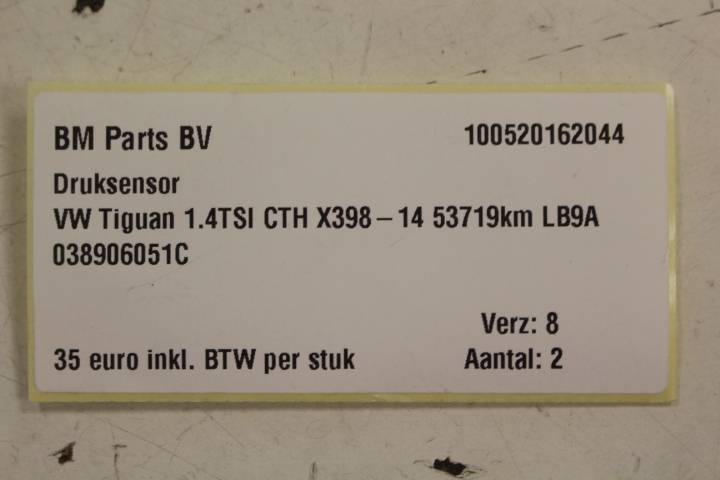 BM Parts BV 100520162044
Druksensor
VW Tiguan 1.4TSI CTH X398-14 53719km LB9A
038906051C
Verz: 8
35 euro inkl. BTW per stuk Aantal: 2